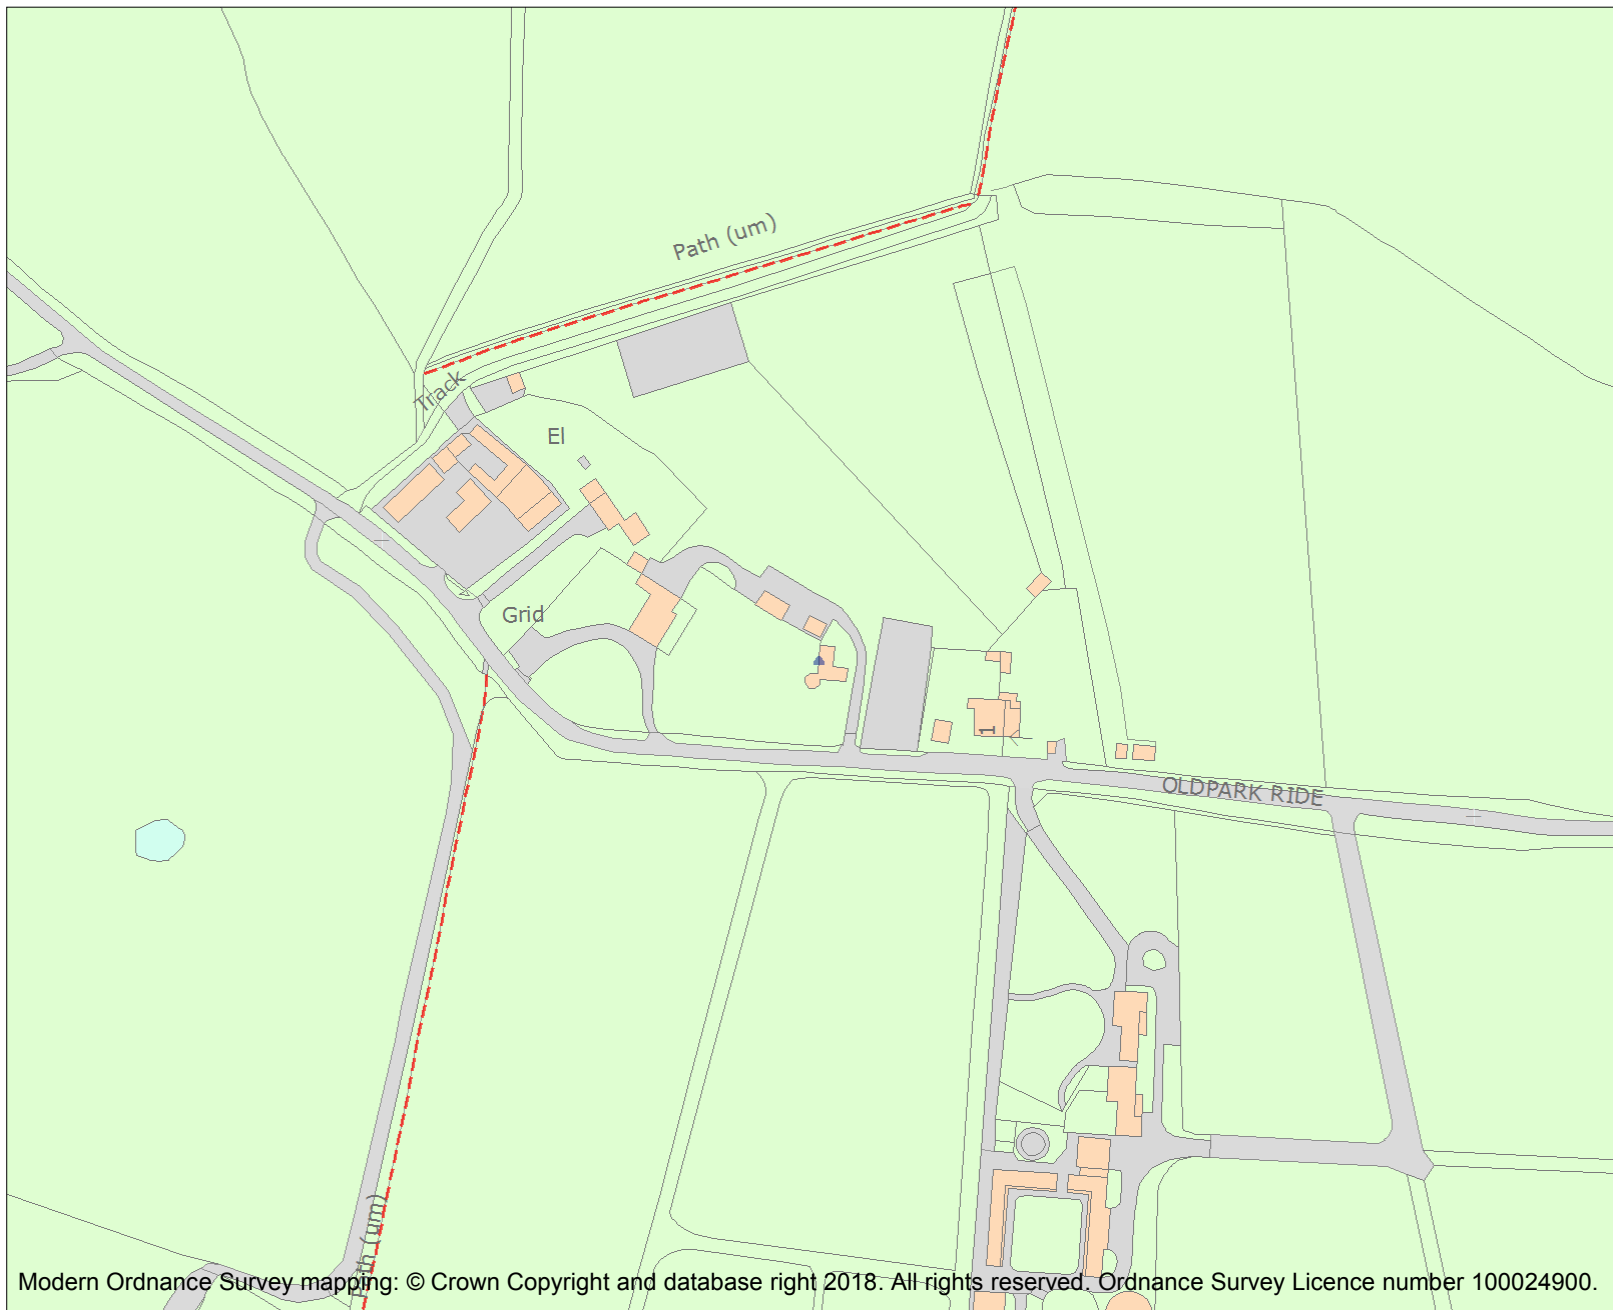 Path (um)
Track
El
Grid
1
OLDPARK RIDE
Path (um)
Modern Ordnance Survey mapping: © Crown Copyright and database right 2018. All rights reserved. Ordnance Survey Licence number 100024900.